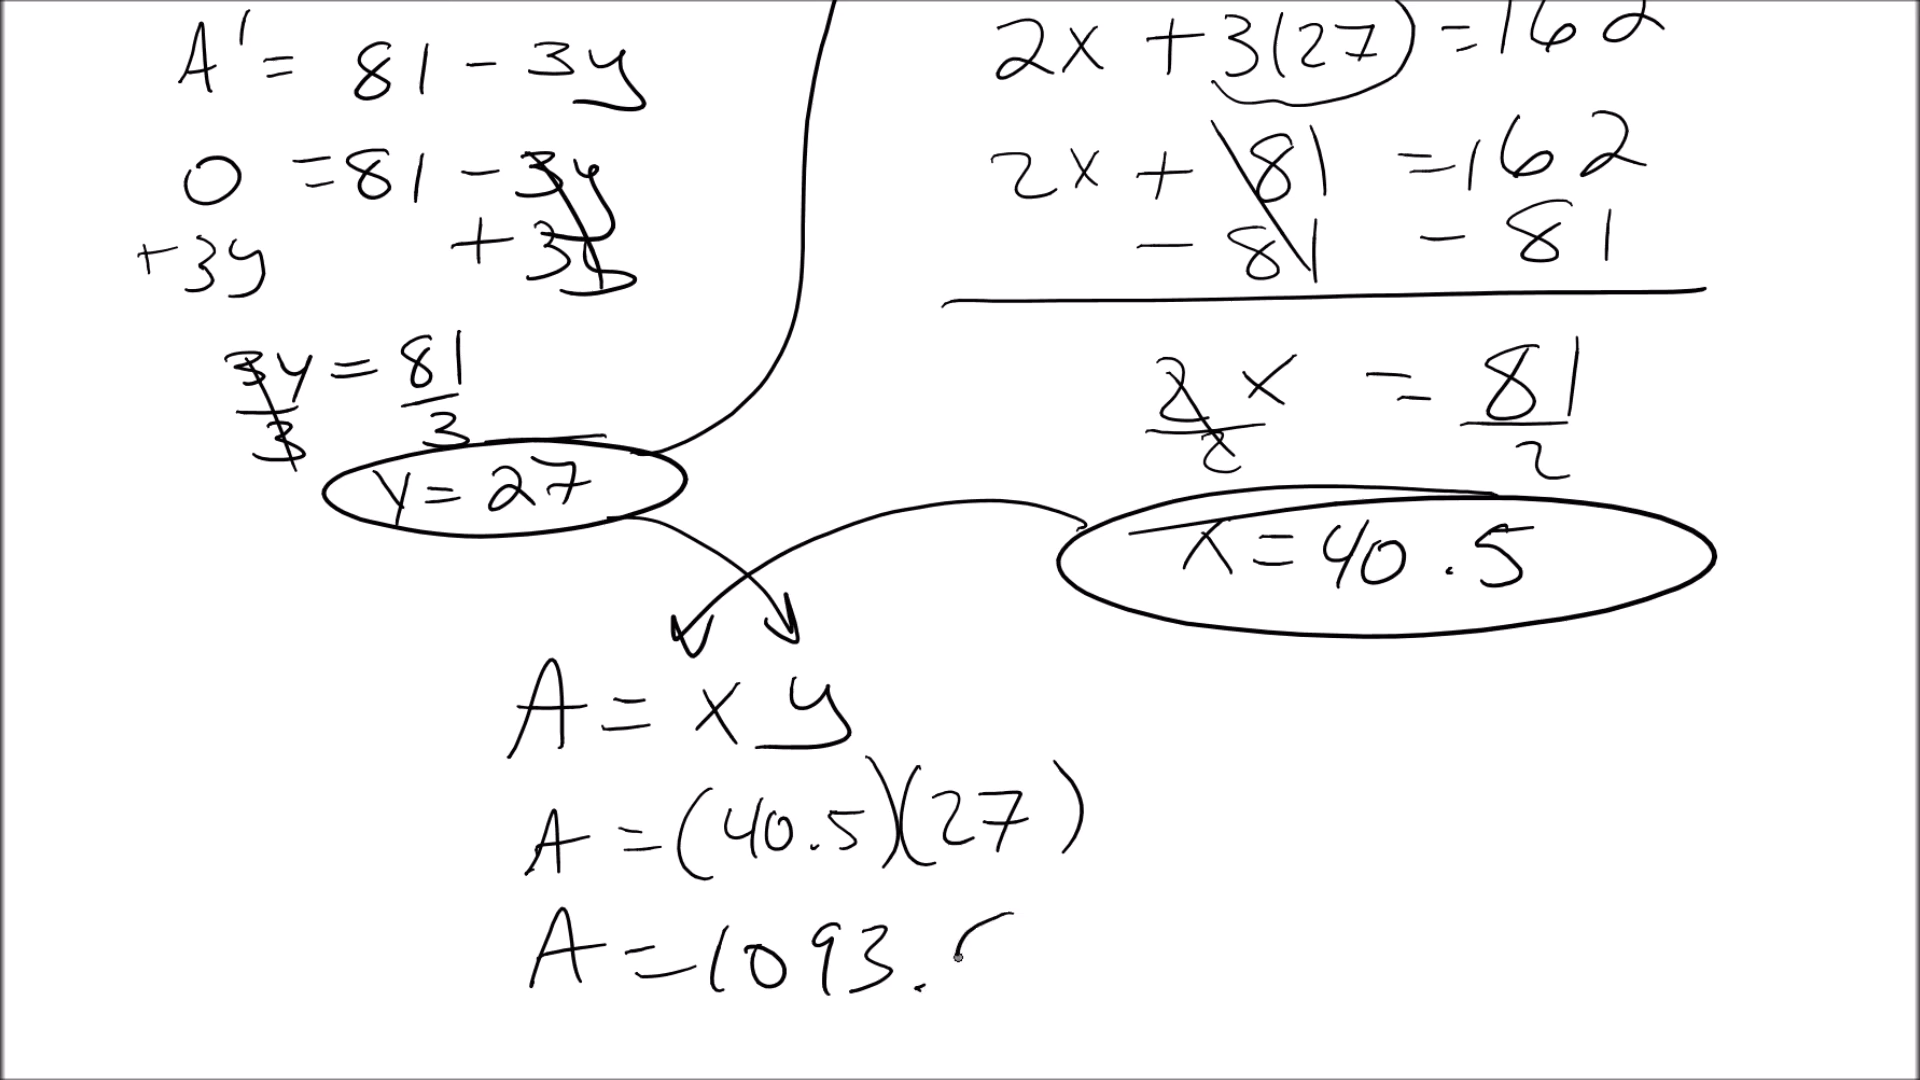 A' = 81 - 3y
0 = 81 - 3y
+3y + 3y
3y = 81
3 3
y = 27
2x + 3(27) = 162
2x + 81 = 162
- 81 - 81
2x = 81
2 2
x = 40.5
A = xy
A = (40.5)(27)
A = 1093.